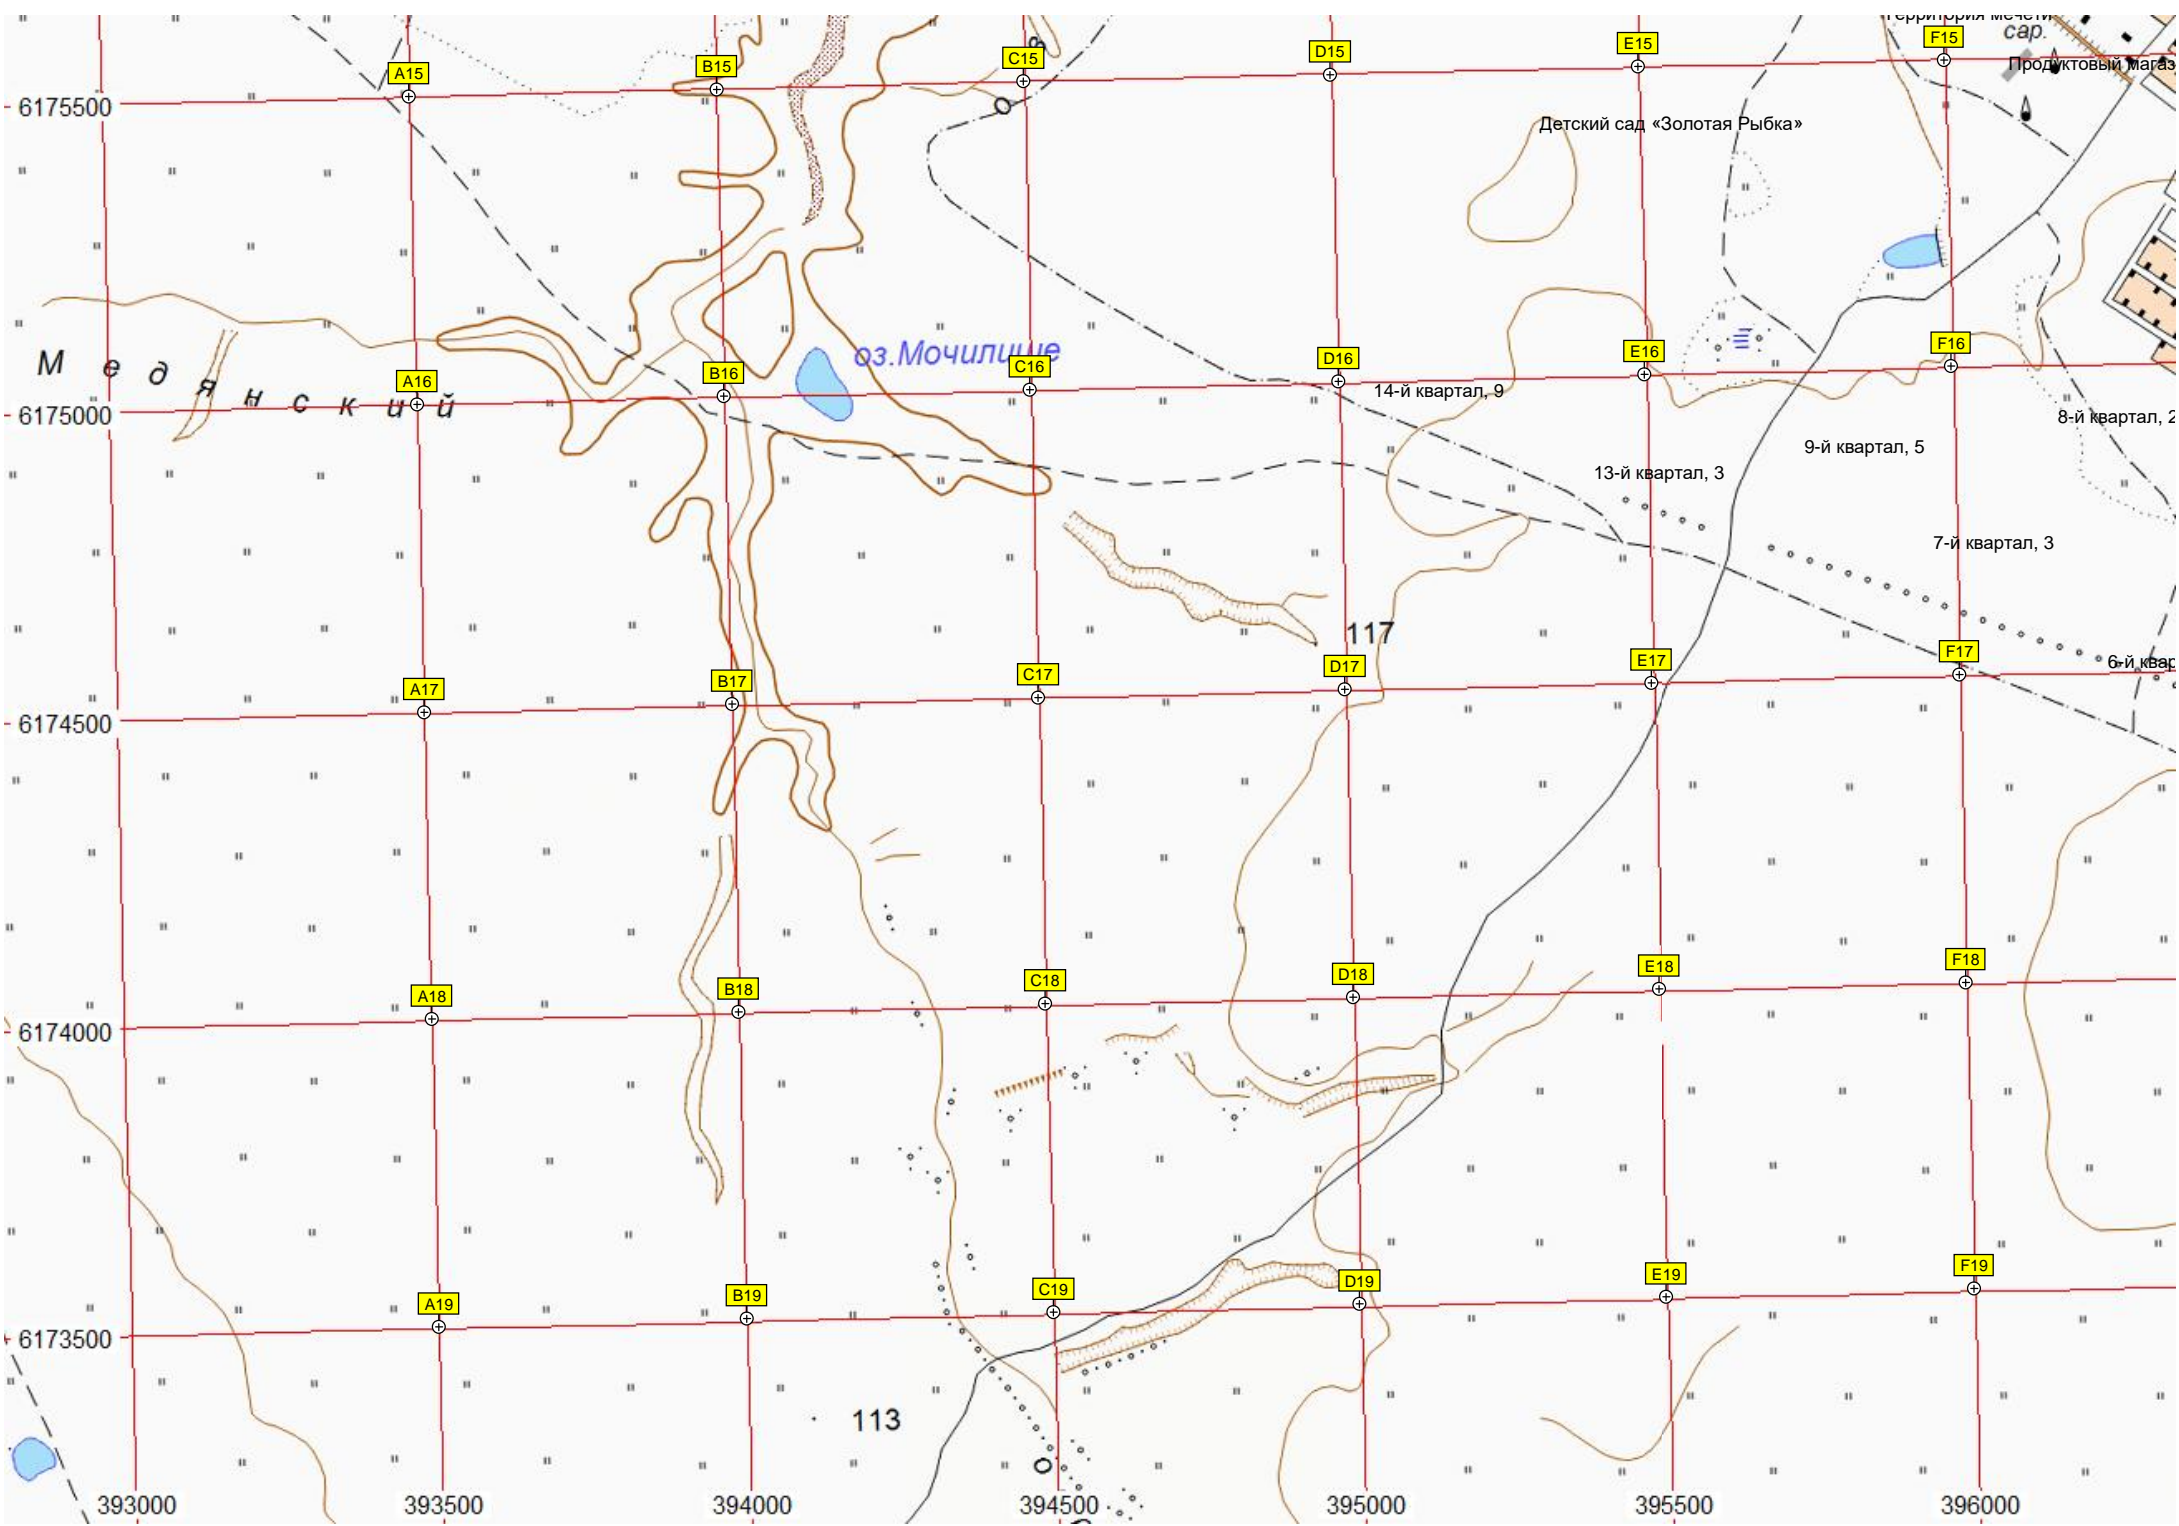 Территория мечети
сар.
A15
B15
C15
D15
E15
F15
Продуктовый магаз
6175500
О
в
Детский сад «Золотая Рыбка»
оз.Мочилище
Медянский
A16
B16
C16
D16
E16
F16
14-й квартал, 9
8-й квартал, 2
6175000
9-й квартал, 5
13-й квартал, 3
7-й квартал, 3
117
6-й квар
A17
B17
C17
D17
E17
F17
6174500
A18
B18
C18
D18
E18
F18
6174000
A19
B19
C19
D19
E19
F19
6173500
113
О
393000
393500
394000
394500
395000
395500
396000